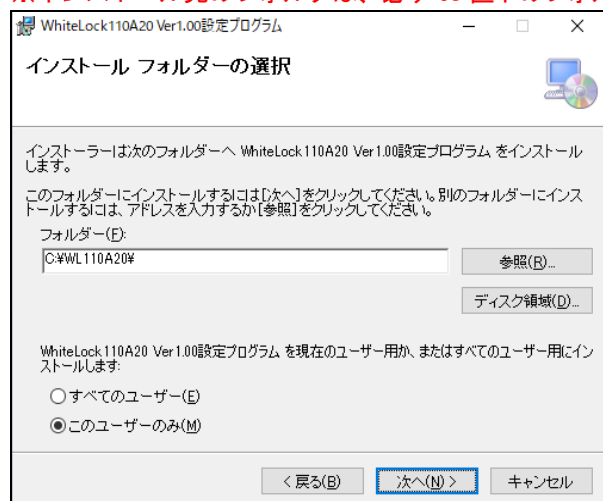 WhiteLock110A20 Ver1.00設定プログラム
インストール フォルダーの選択
インストーラーは次のフォルダーへ WhiteLock110A20 Ver1.00設定プログラム をインストール
します。
このフォルダーにインストールするには[次へ]をクリックしてください。別のフォルダーにインス
トールするには、アドレスを入力するか[参照]をクリックしてください。
フォルダー(F):
C:¥WL110A20¥
参照(R)...
ディスク領域(D)...
WhiteLock110A20 Ver1.00設定プログラム を現在のユーザー用か、またはすべてのユーザー用にイン
ストールします:
すべてのユーザー(E)
このユーザーのみ(M)
< 戻る(B)
次へ(N) >
キャンセル